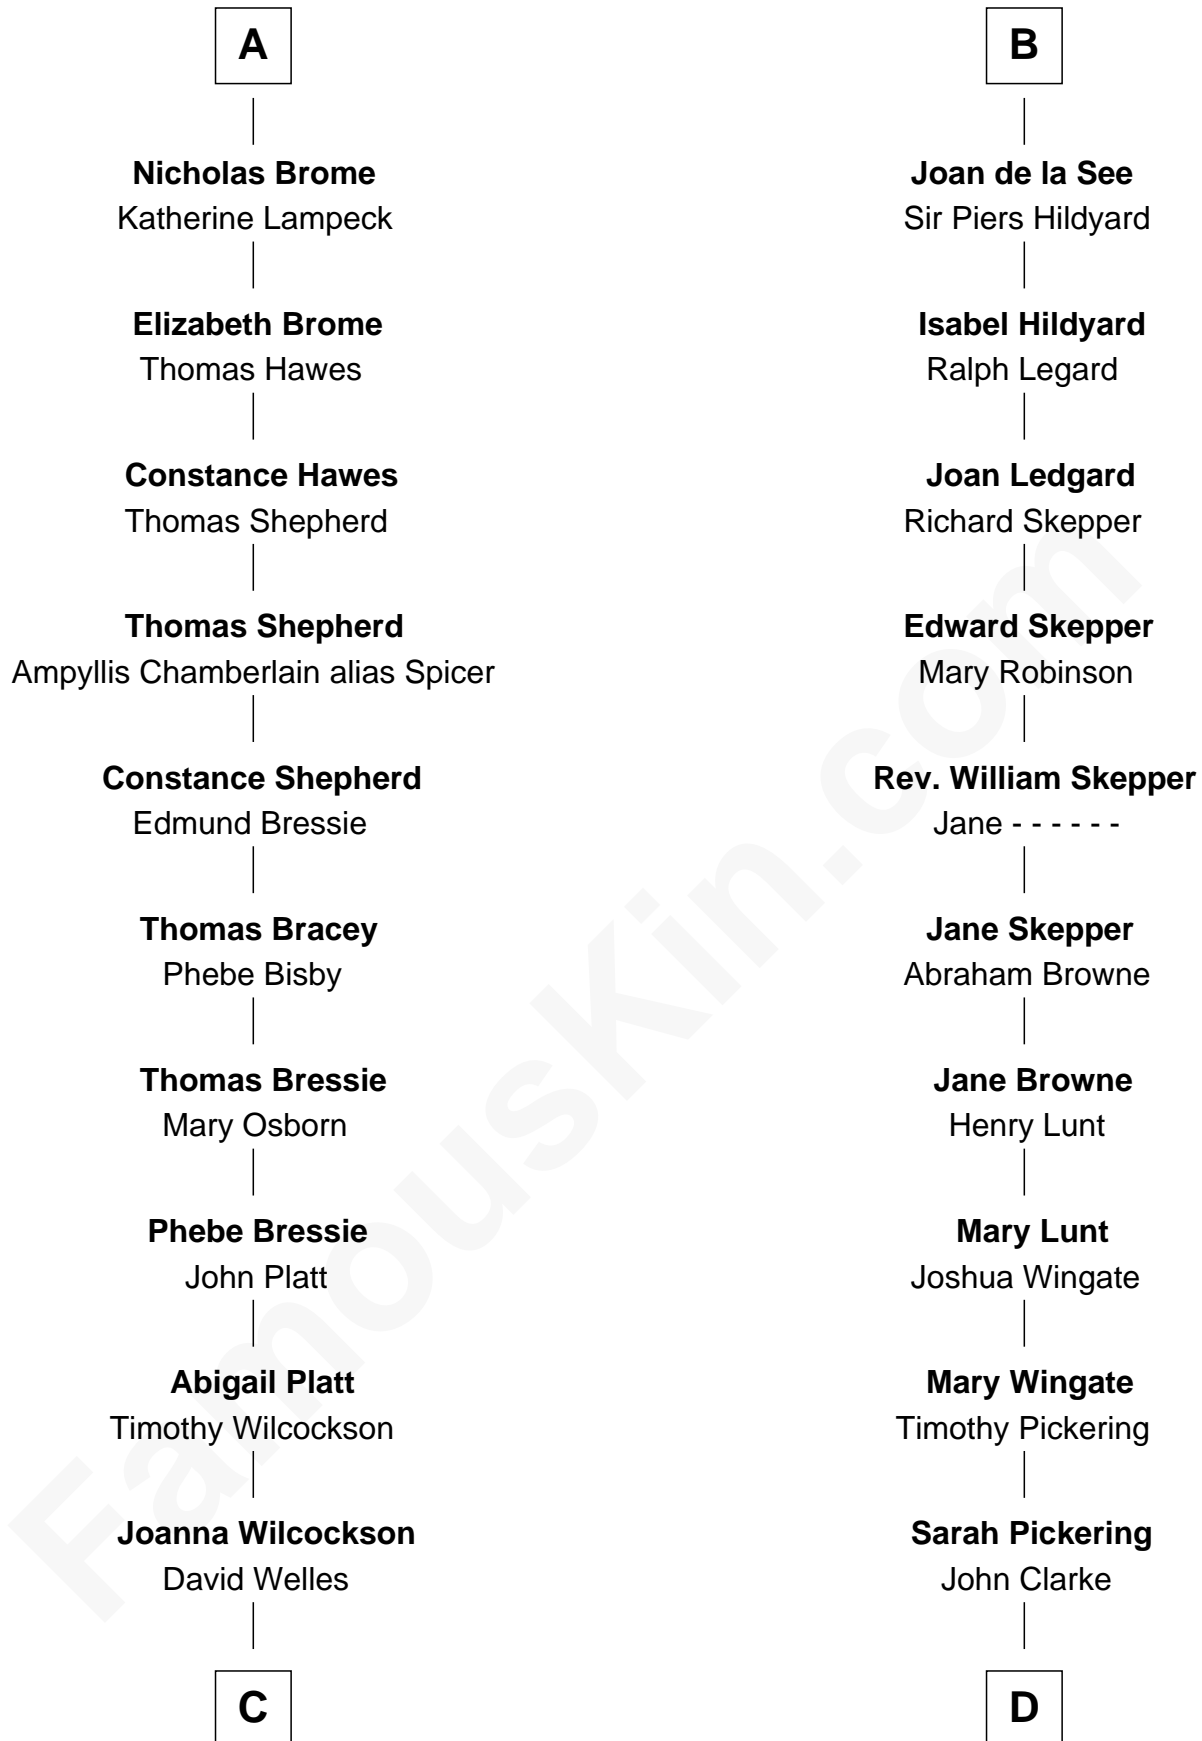 A
Nicholas Brome
Katherine Lampeck
Elizabeth Brome
Thomas Hawes
Constance Hawes
Thomas Shepherd
Thomas Shepherd
Ampyllis Chamberlain alias Spicer
Constance Shepherd
Edmund Bressie
Thomas Bracey
Phebe Bisby
Thomas Bressie
Mary Osborn
Phebe Bressie
John Platt
Abigail Platt
Timothy Wilcockson
Joanna Wilcockson
David Welles
C
B
Joan de la See
Sir Piers Hildyard
Isabel Hildyard
Ralph Legard
Joan Ledgard
Richard Skepper
Edward Skepper
Mary Robinson
Rev. William Skepper
Jane - - - - - -
Jane Skepper
Abraham Browne
Jane Browne
Henry Lunt
Mary Lunt
Joshua Wingate
Mary Wingate
Timothy Pickering
Sarah Pickering
John Clarke
D
FamousKin.com